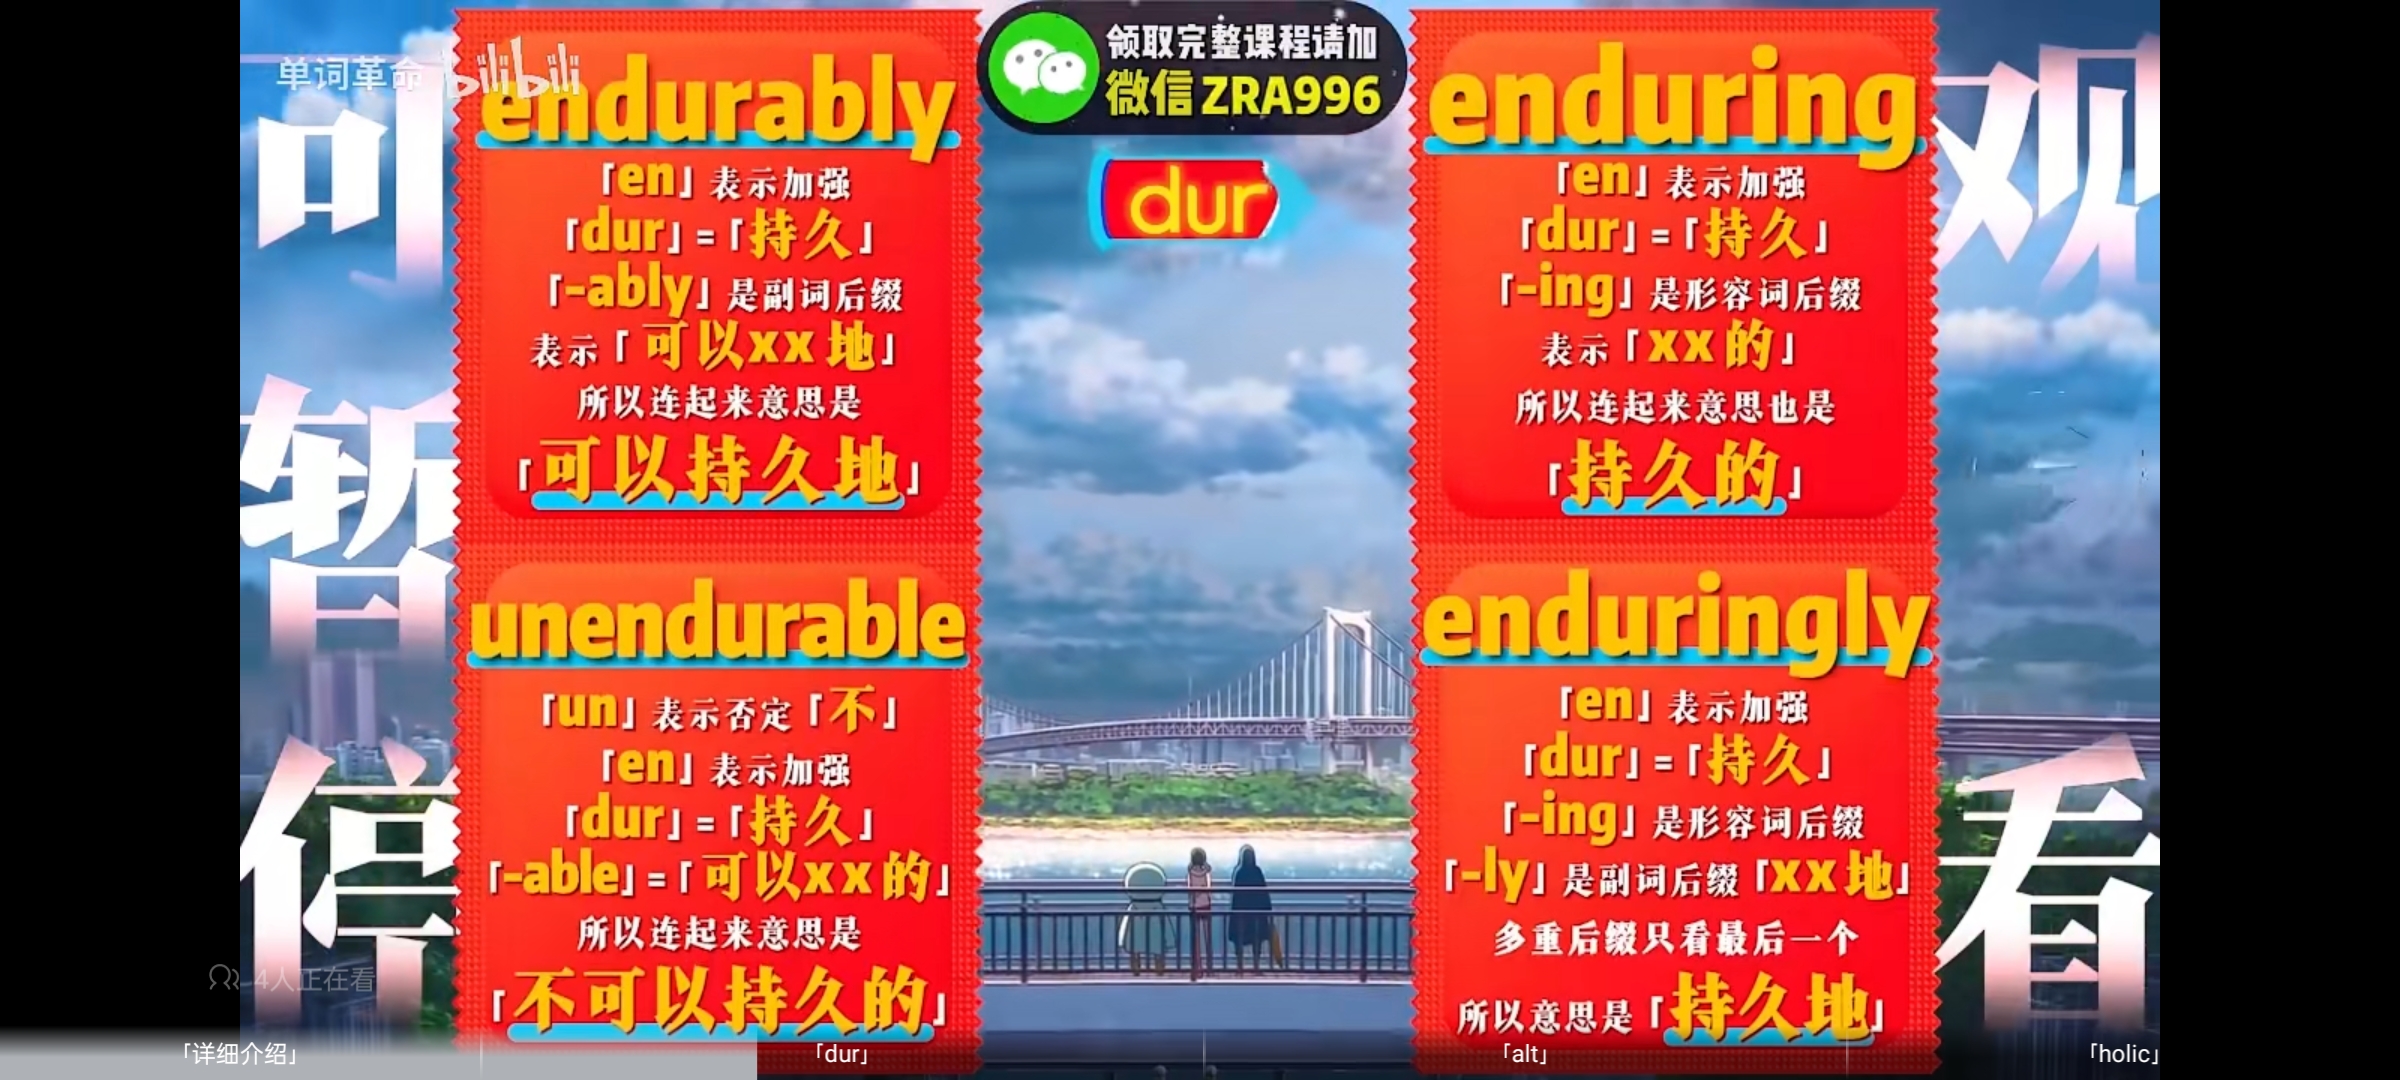 单词革命 bilibili
可
暂
停
观
看
领取完整课程请加
微信 ZRA996
dur
endurably
「en」表示加强
「dur」=「持久」
「-ably」是副词后缀
表示「可以xx地」
所以连起来意思是
「可以持久地」
unendurable
「un」表示否定「不」
「en」表示加强
「dur」=「持久」
「-able」=「可以xx的」
所以连起来意思是
「不可以持久的」
enduring
「en」表示加强
「dur」=「持久」
「-ing」是形容词后缀
表示「xx的」
所以连起来意思也是
「持久的」
enduringly
「en」表示加强
「dur」=「持久」
「-ing」是形容词后缀
「-ly」是副词后缀「xx地」
多重后缀只看最后一个
所以意思是「持久地」
4人正在看
「详细介绍」
「dur」
「alt」
「holic」